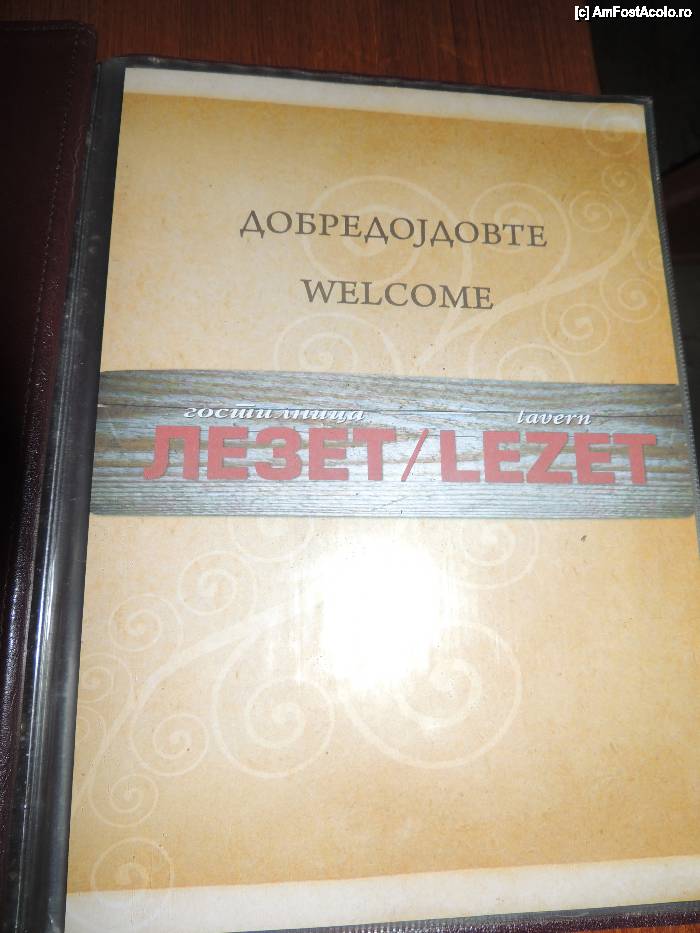 [c] AmFostAcolo.ro
ДОБРЕДОЈДОВТЕ
WELCOME
гостилница tavern
ЛЕЗЕТ / LEZET